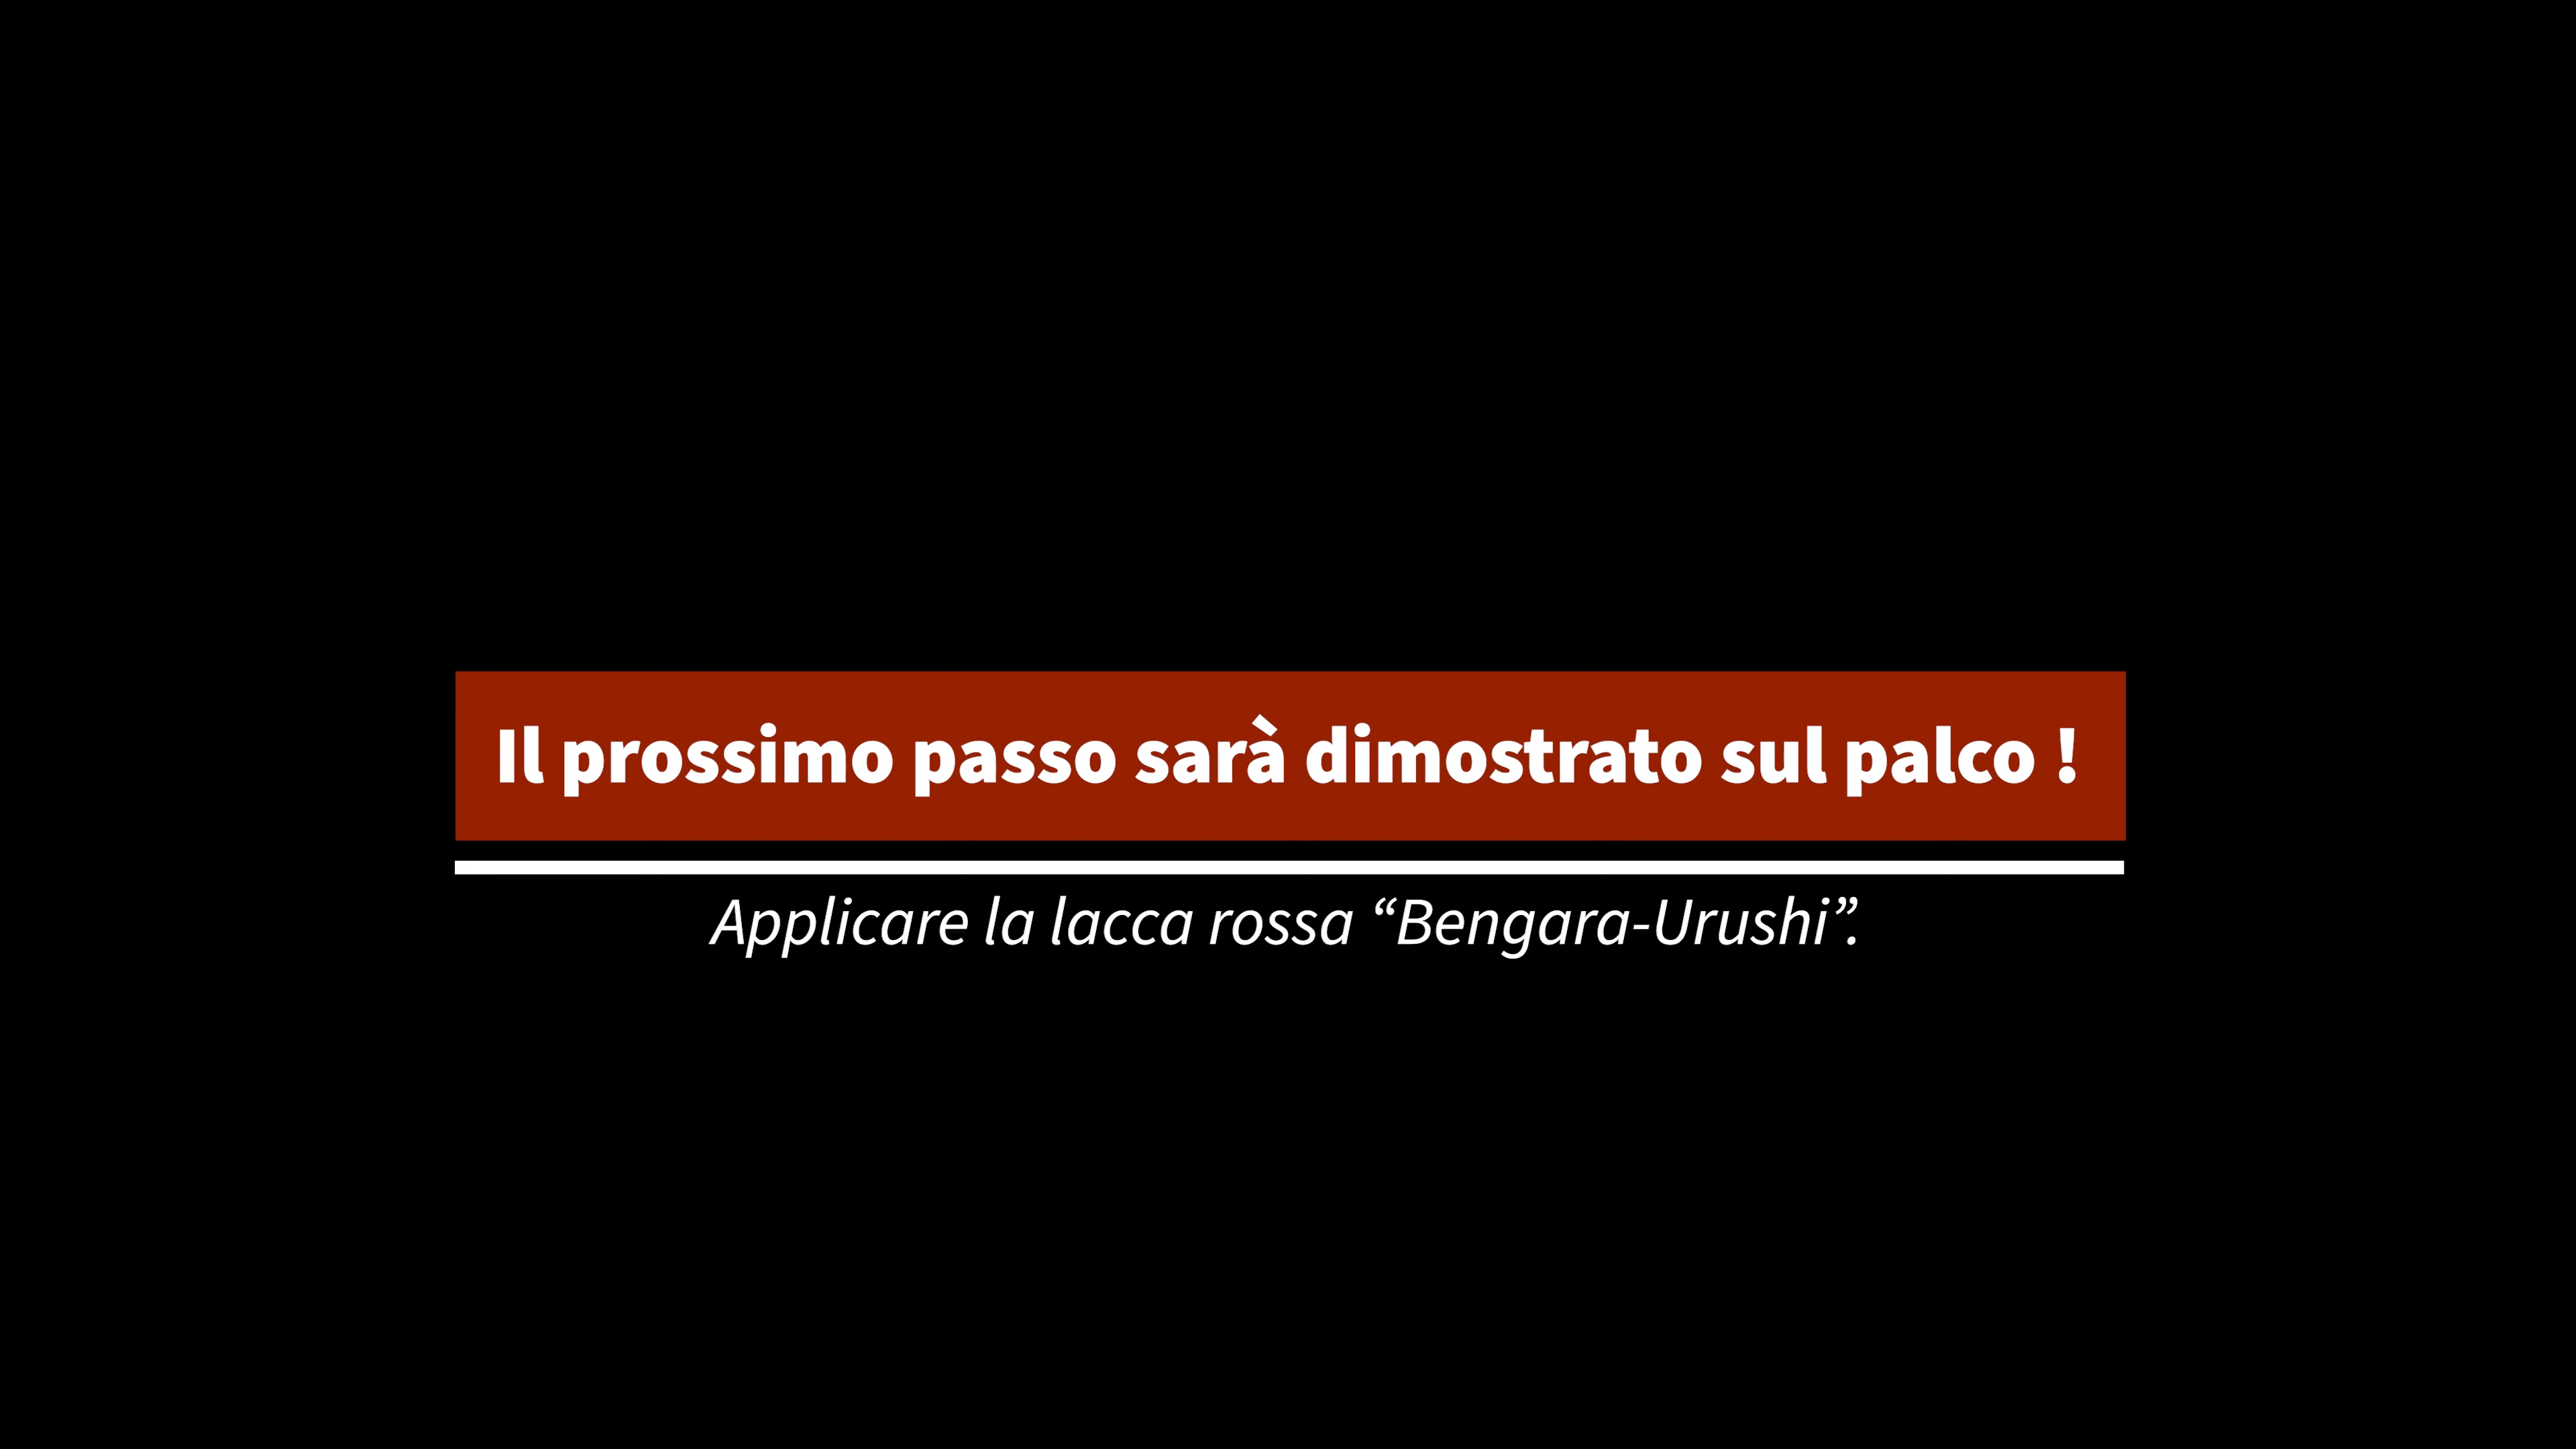 Il prossimo passo sarà dimostrato sul palco !
Applicare la lacca rossa “Bengara-Urushi”.